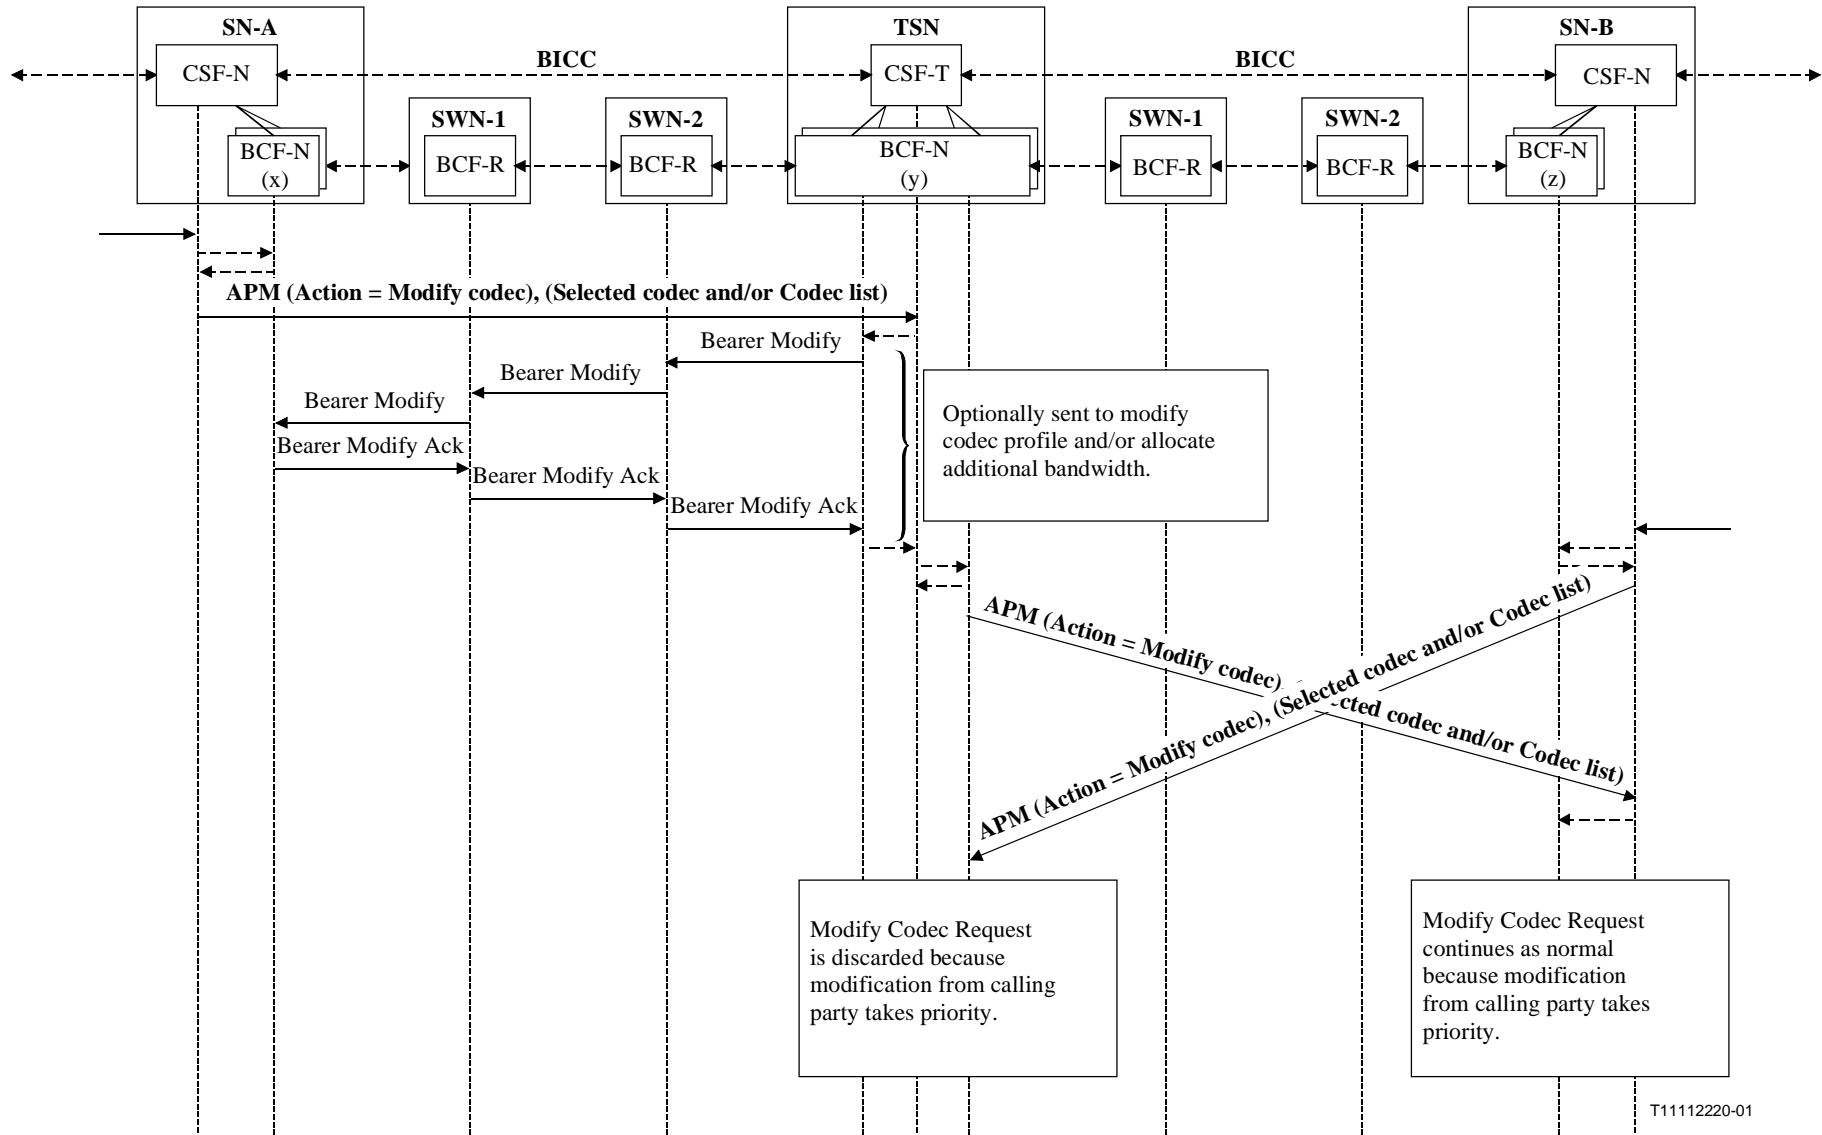 SN-A
TSN
SN-B
CSF-N
BICC
CSF-T
BICC
CSF-N
SWN-1
SWN-2
SWN-1
SWN-2
BCF-N
(x)
BCF-R
BCF-R
BCF-N
(y)
BCF-R
BCF-R
BCF-N
(z)
APM (Action = Modify codec), (Selected codec and/or Codec list)
Bearer Modify
Bearer Modify
Bearer Modify
Bearer Modify Ack
Bearer Modify Ack
Bearer Modify Ack
Optionally sent to modify
codec profile and/or allocate
additional bandwidth.
APM (Action = Modify codec), cted codec and/or Codec list)
APM (Action = Modify codec), (Selected codec and/or Codec list)
Modify Codec Request
is discarded because
modification from calling
party takes priority.
Modify Codec Request
continues as normal
because modification
from calling party takes
priority.
T11112220-01